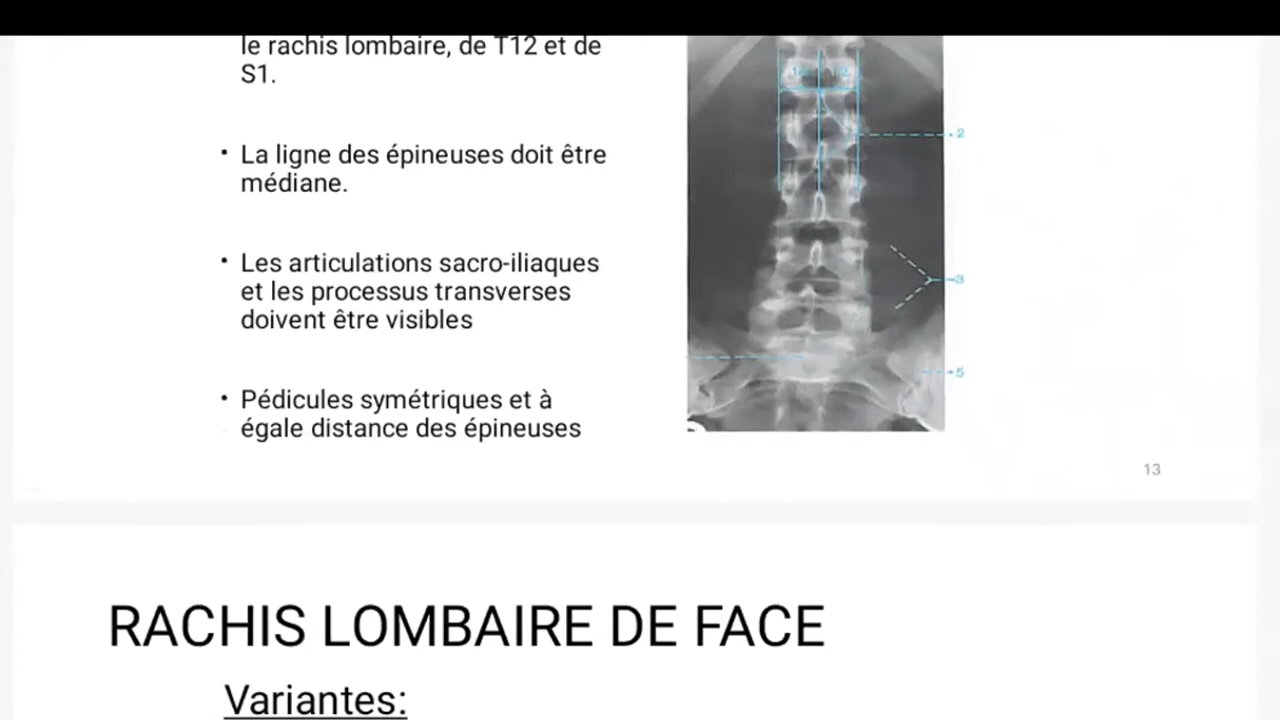 le rachis lombaire, de T12 et de
S1.
• La ligne des épineuses doit être
médiane.
• Les articulations sacro-iliaques
et les processus transverses
doivent être visibles
• Pédicules symétriques et à
égale distance des épineuses
2
3
5
13
RACHIS LOMBAIRE DE FACE
Variantes: